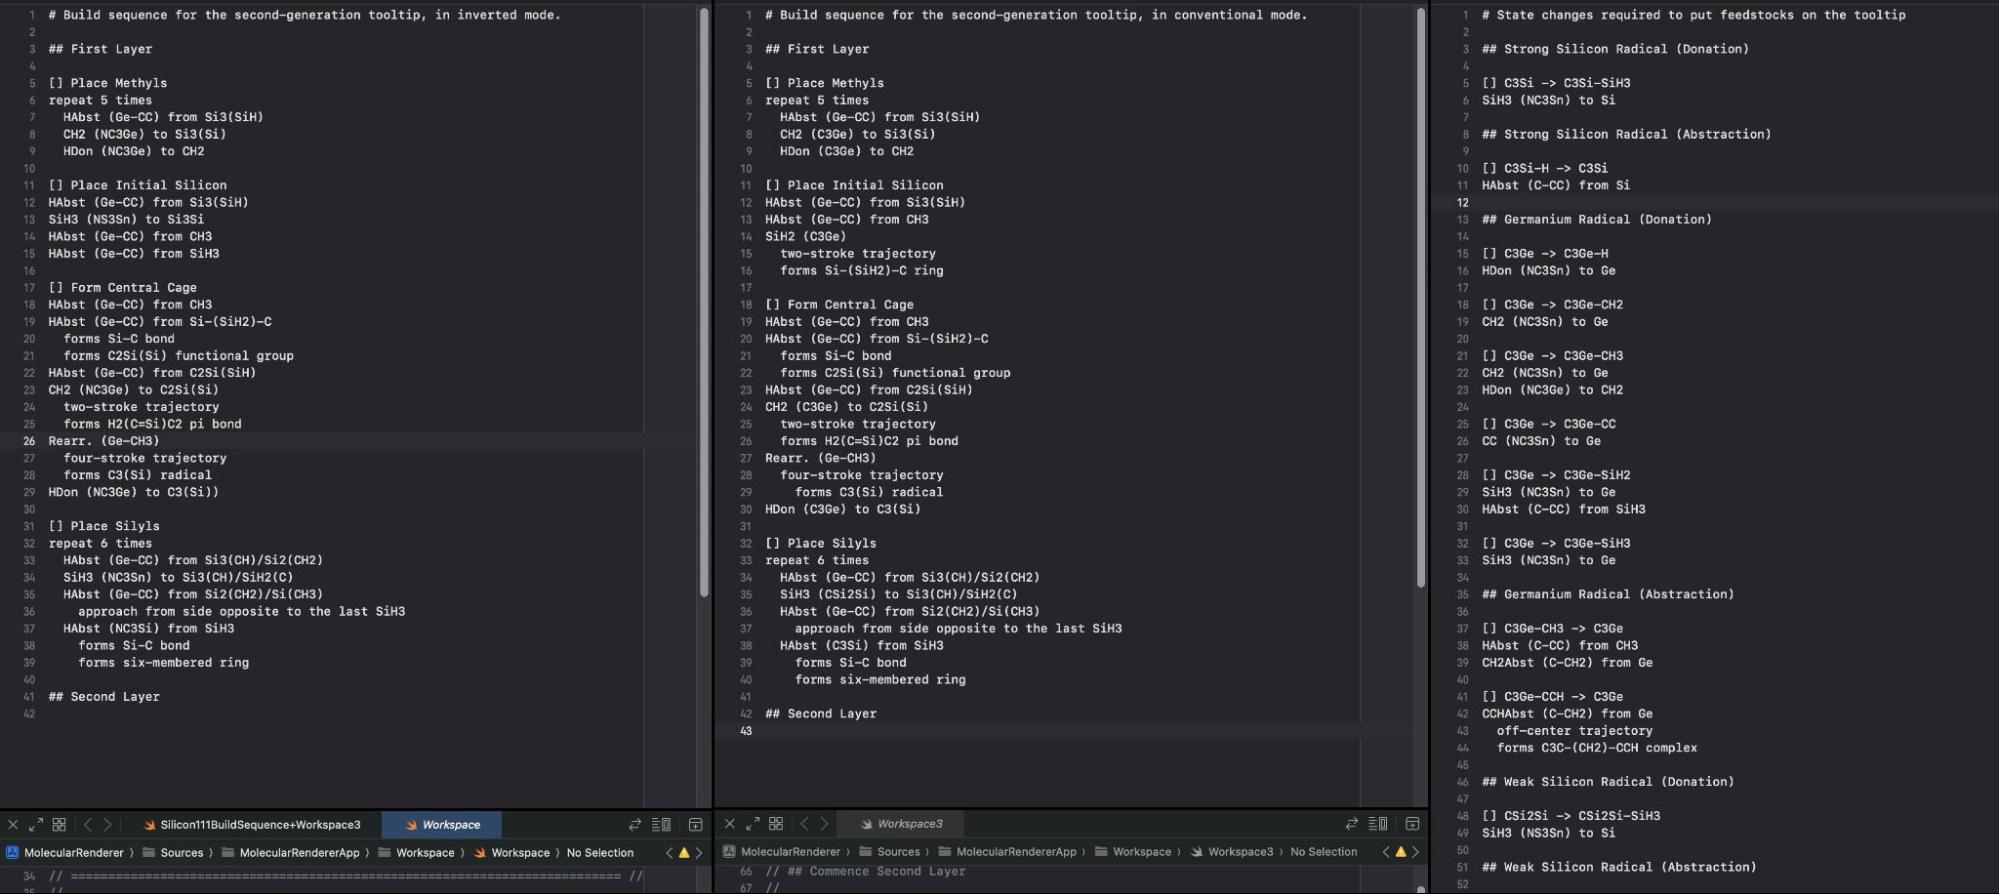 1 # Build sequence for the second-generation tooltip, in inverted mode.
2
3 ## First Layer
4
5 [] Place Methyls
6 repeat 5 times
7 HAbst (Ge-CC) from Si3(SiH)
8 CH2 (NC3Ge) to Si3(Si)
9 HDon (NC3Ge) to CH2
10
11 [] Place Initial Silicon
12 HAbst (Ge-CC) from Si3(SiH)
13 SiH3 (NS3Sn) to Si3Si
14 HAbst (Ge-CC) from CH3
15 HAbst (Ge-CC) from SiH3
16
17 [] Form Central Cage
18 HAbst (Ge-CC) from CH3
19 HAbst (Ge-CC) from Si-(SiH2)-C
20 forms Si-C bond
21 forms C2Si(Si) functional group
22 HAbst (Ge-CC) from C2Si(SiH)
23 CH2 (NC3Ge) to C2Si(Si)
24 two-stroke trajectory
25 forms H2(C=Si)C2 pi bond
26 Rearr. (Ge-CH3)
27 four-stroke trajectory
28 forms C3(Si) radical
29 HDon (NC3Ge) to C3(Si))
30
31 [] Place Silyls
32 repeat 6 times
33 HAbst (Ge-CC) from Si3(CH)/Si2(CH2)
34 SiH3 (NC3Sn) to Si3(CH)/SiH2(C)
35 HAbst (Ge-CC) from Si2(CH2)/Si(CH3)
36 approach from side opposite to the last SiH3
37 HAbst (NC3Si) from SiH3
38 forms Si-C bond
39 forms six-membered ring
40
41 ## Second Layer
42
Silicon111BuildSequence+Workspace3 Workspace
MolecularRenderer 〉 Sources 〉 MolecularRendererApp 〉 Workspace 〉 Workspace 〉 No Selection
34 // ========================================================================== //
35 //
1 # Build sequence for the second-generation tooltip, in conventional mode.
2
3 ## First Layer
4
5 [] Place Methyls
6 repeat 5 times
7 HAbst (Ge-CC) from Si3(SiH)
8 CH2 (C3Ge) to Si3(Si)
9 HDon (C3Ge) to CH2
10
11 [] Place Initial Silicon
12 HAbst (Ge-CC) from Si3(SiH)
13 HAbst (Ge-CC) from CH3
14 SiH2 (C3Ge)
15 two-stroke trajectory
16 forms Si-(SiH2)-C ring
17
18 [] Form Central Cage
19 HAbst (Ge-CC) from CH3
20 HAbst (Ge-CC) from Si-(SiH2)-C
21 forms Si-C bond
22 forms C2Si(Si) functional group
23 HAbst (Ge-CC) from C2Si(SiH)
24 CH2 (C3Ge) to C2Si(Si)
25 two-stroke trajectory
26 forms H2(C=Si)C2 pi bond
27 Rearr. (Ge-CH3)
28 four-stroke trajectory
29 forms C3(Si) radical
30 HDon (C3Ge) to C3(Si)
31
32 [] Place Silyls
33 repeat 6 times
34 HAbst (Ge-CC) from Si3(CH)/Si2(CH2)
35 SiH3 (CSi2Si) to Si3(CH)/SiH2(C)
36 HAbst (Ge-CC) from Si2(CH2)/Si(CH3)
37 approach from side opposite to the last SiH3
38 HAbst (C3Si) from SiH3
39 forms Si-C bond
40 forms six-membered ring
41
42 ## Second Layer
43
Workspace3
MolecularRenderer 〉 Sources 〉 MolecularRendererApp 〉 Workspace 〉 Workspace3 〉 No Selection
66 // ## Commence Second Layer
67 //
1 # State changes required to put feedstocks on the tooltip
2
3 ## Strong Silicon Radical (Donation)
4
5 [] C3Si -> C3Si-SiH3
6 SiH3 (NC3Sn) to Si
7
8 ## Strong Silicon Radical (Abstraction)
9
10 [] C3Si-H -> C3Si
11 HAbst (C-CC) from Si
12
13 ## Germanium Radical (Donation)
14
15 [] C3Ge -> C3Ge-H
16 HDon (NC3Sn) to Ge
17
18 [] C3Ge -> C3Ge-CH2
19 CH2 (NC3Sn) to Ge
20
21 [] C3Ge -> C3Ge-CH3
22 CH2 (NC3Sn) to Ge
23 HDon (NC3Ge) to CH2
24
25 [] C3Ge -> C3Ge-CC
26 CC (NC3Sn) to Ge
27
28 [] C3Ge -> C3Ge-SiH2
29 SiH3 (NC3Sn) to Ge
30 HAbst (C-CC) from SiH3
31
32 [] C3Ge -> C3Ge-SiH3
33 SiH3 (NC3Sn) to Ge
34
35 ## Germanium Radical (Abstraction)
36
37 [] C3Ge-CH3 -> C3Ge
38 HAbst (C-CC) from CH3
39 CH2Abst (C-CH2) from Ge
40
41 [] C3Ge-CCH -> C3Ge
42 CCHAbst (C-CH2) from Ge
43 off-center trajectory
44 forms C3C-(CH2)-CCH complex
45
46 ## Weak Silicon Radical (Donation)
47
48 [] CSi2Si -> CSi2Si-SiH3
49 SiH3 (NS3Sn) to Si
50
51 ## Weak Silicon Radical (Abstraction)
52